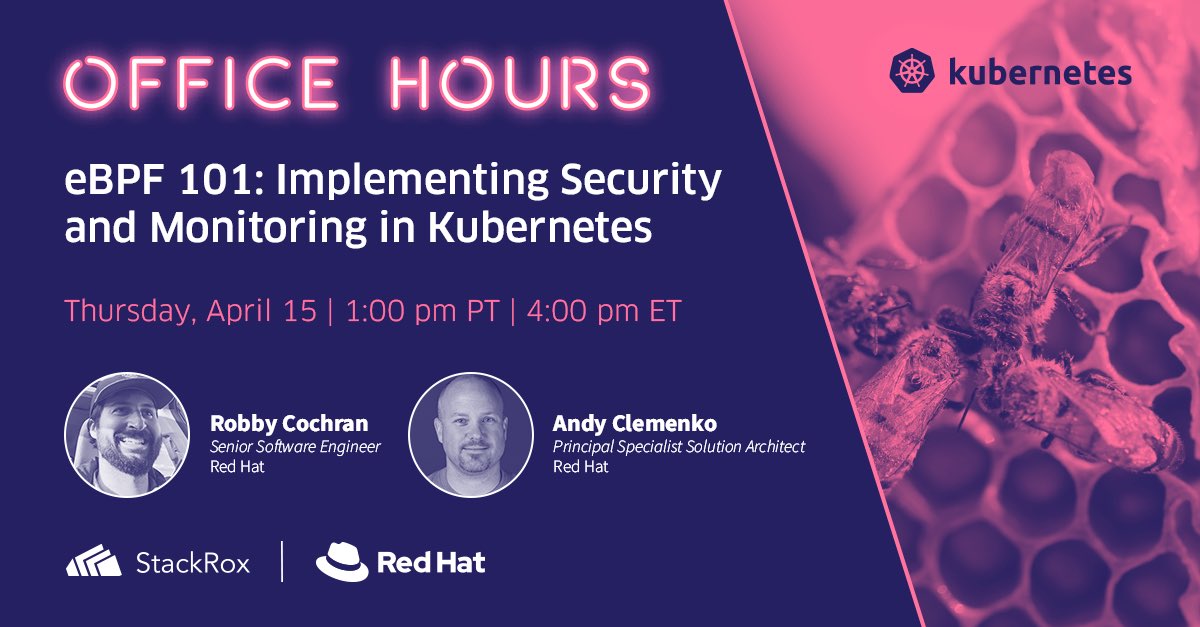 OFFICE HOURS
kubernetes
eBPF 101: Implementing Security
and Monitoring in Kubernetes
Thursday, April 15 | 1:00 pm PT | 4:00 pm ET
Robby Cochran
Senior Software Engineer
Red Hat
Andy Clemenko
Principal Specialist Solution Architect
Red Hat
StackRox
Red Hat